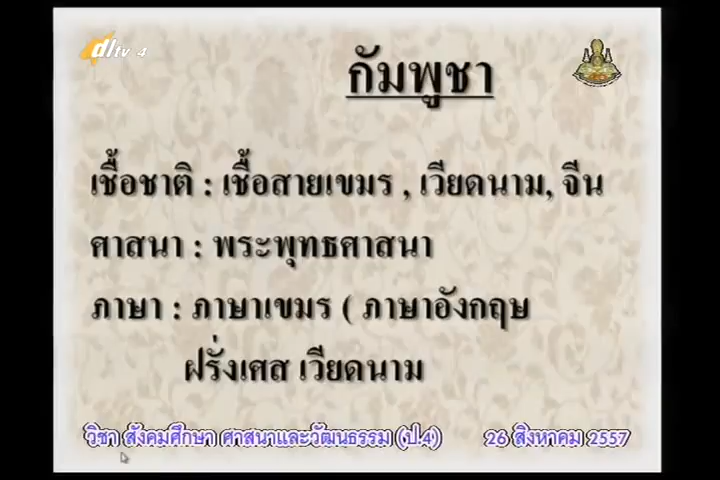 dltv 4
กัมพูชา
เชื้อชาติ : เชื้อสายเขมร , เวียดนาม, จีน
ศาสนา : พระพุทธศาสนา
ภาษา : ภาษาเขมร ( ภาษาอังกฤษ
ฝรั่งเศส เวียดนาม
วิชา สังคมศึกษา ศาสนาและวัฒนธรรม (ป.4) 26 สิงหาคม 2557